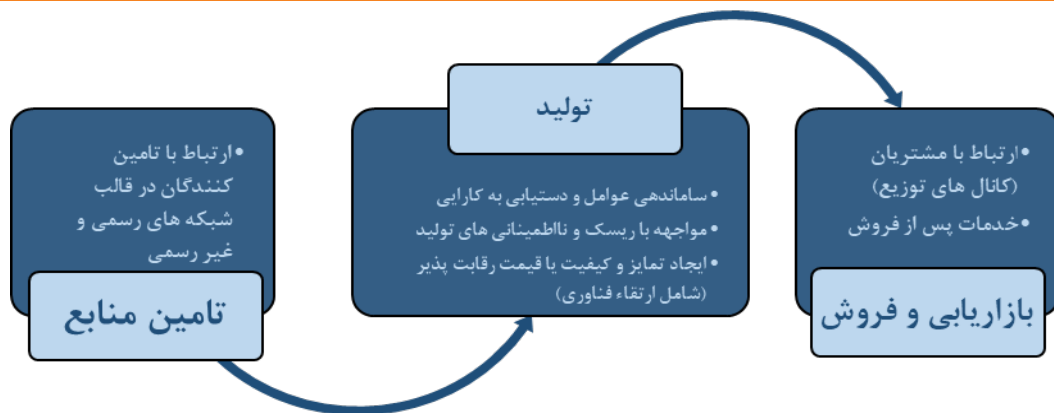 • ارتباط با تامین
کنندگان در قالب
شبکه های رسمی و
غیر رسمی
تامین منابع
تولید
• ساماندهی عوامل و دستیابی به کارایی
• مواجهه با ریسک و نااطمینانی های تولید
• ایجاد تمایز و کیفیت یا قیمت رقابت پذیر
(شامل ارتقاء فناوری)
• ارتباط با مشتریان
(کانال های توزیع)
• خدمات پس از فروش
بازاریابی و فروش